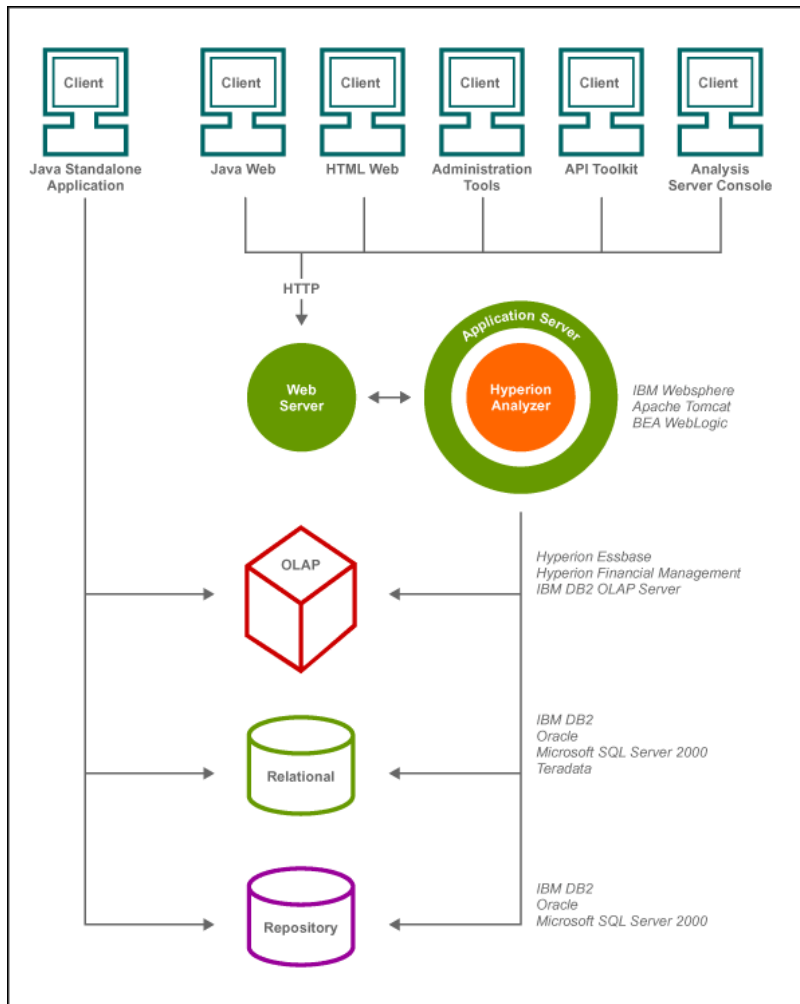 Client
Client
Client
Client
Client
Client
Java Standalone
Application
Java Web
HTML Web
Administration
Tools
API Toolkit
Analysis
Server Console
HTTP
Application Server
Web
Server
Hyperion
Analyzer
IBM Websphere
Apache Tomcat
BEA WebLogic
OLAP
Hyperion Essbase
Hyperion Financial Management
IBM DB2 OLAP Server
Relational
IBM DB2
Oracle
Microsoft SQL Server 2000
Teradata
Repository
IBM DB2
Oracle
Microsoft SQL Server 2000